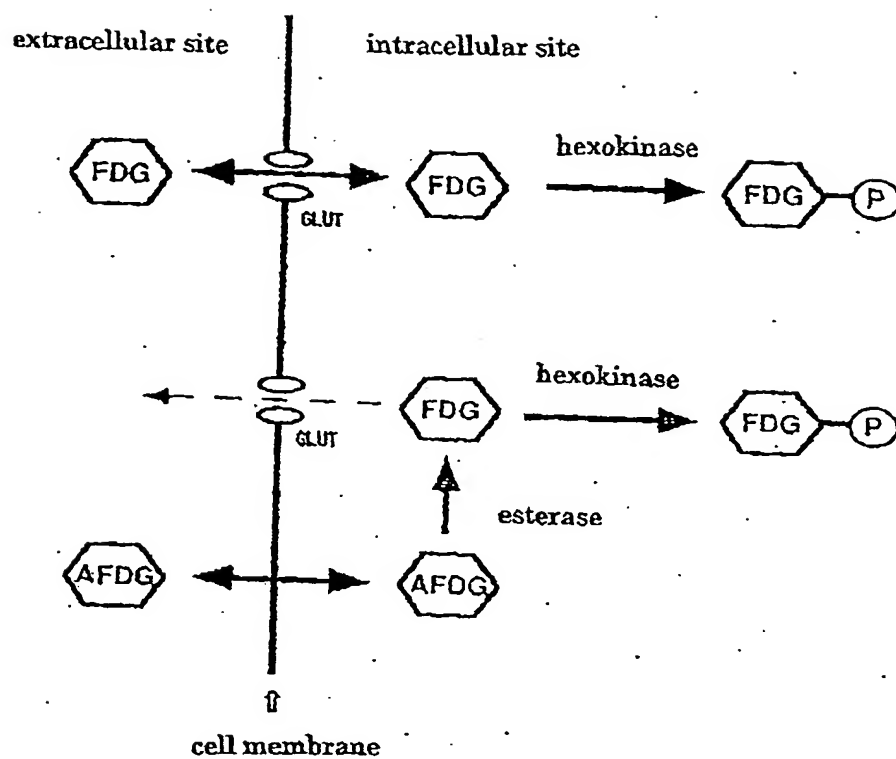 extracellular site
intracellular site
FDG
GLUT
FDG
hexokinase
FDG
P
GLUT
FDG
hexokinase
FDG
P
esterase
AFDG
AFDG
cell membrane